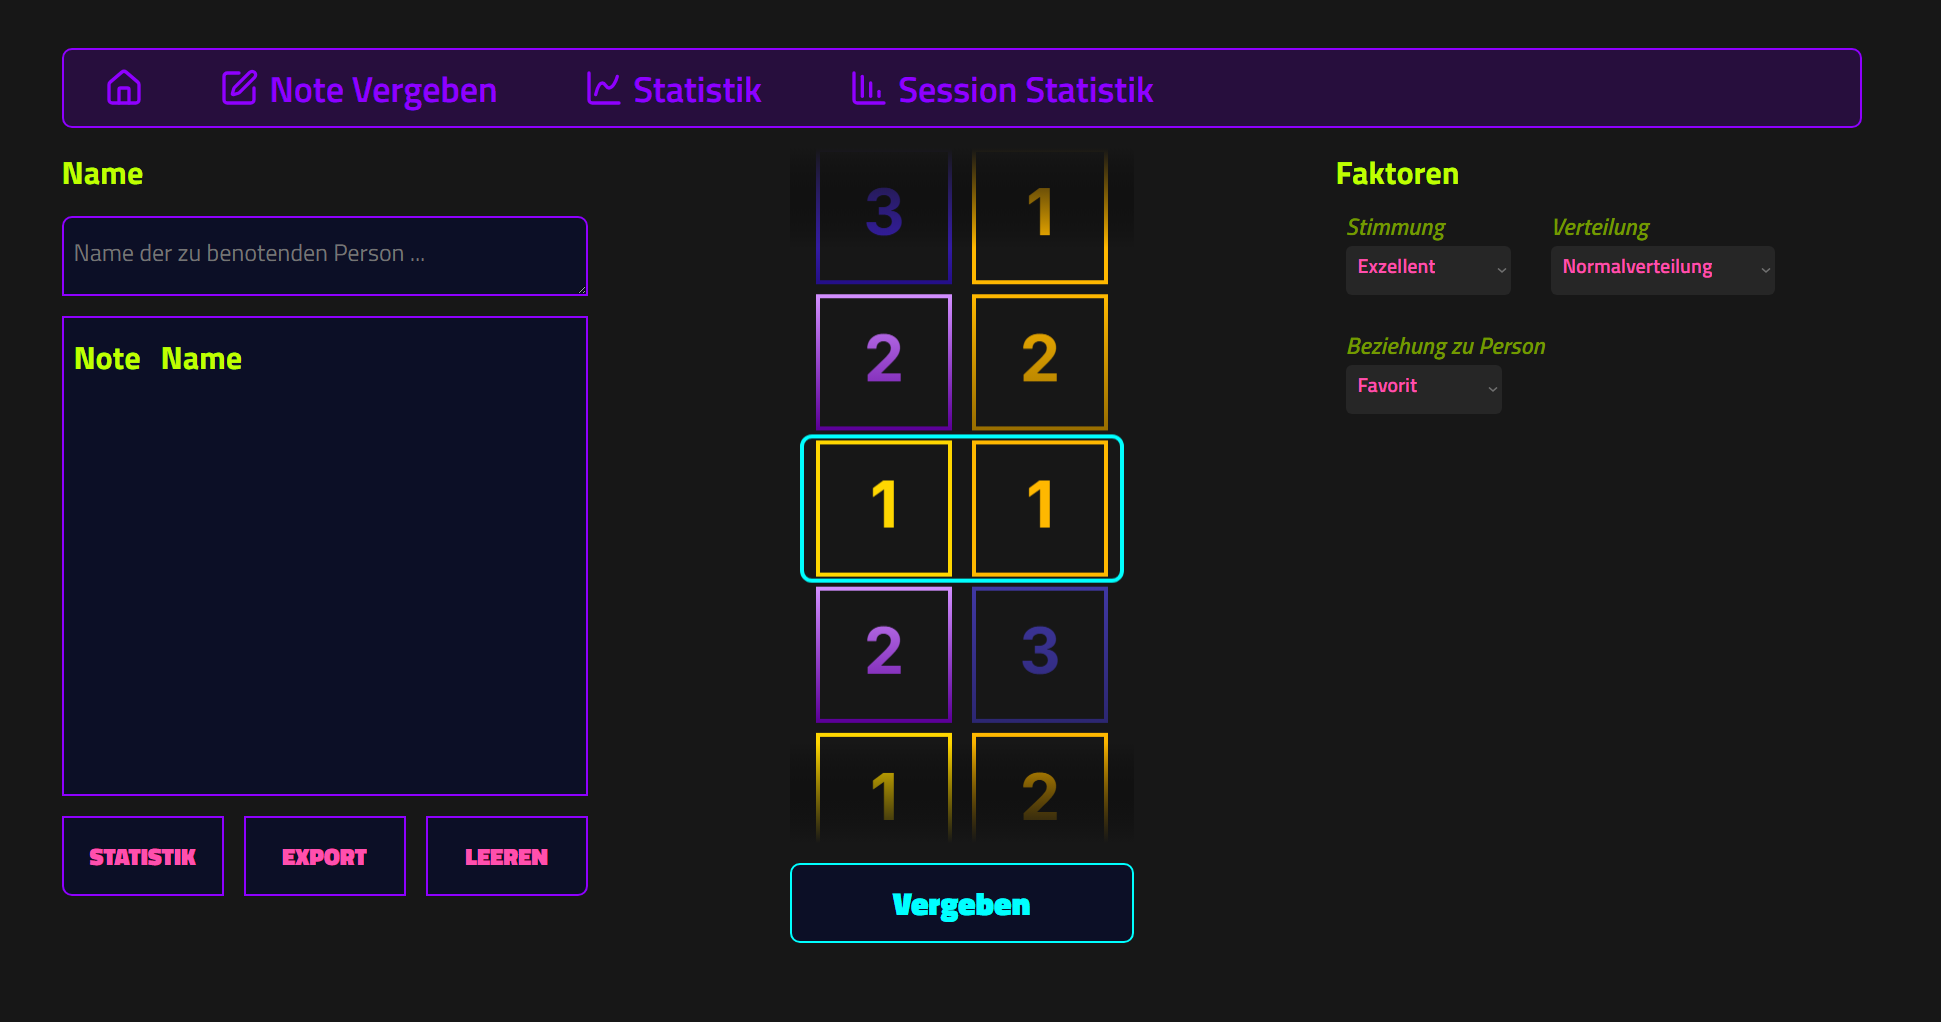 Note Vergeben
Statistik
Session Statistik
Name
Name der zu benotenden Person ...
Note Name
STATISTIK
EXPORT
LEEREN
3 1
2 2
1 1
2 3
1 2
Vergeben
Faktoren
Stimmung
Exzellent
Verteilung
Normalverteilung
Beziehung zu Person
Favorit